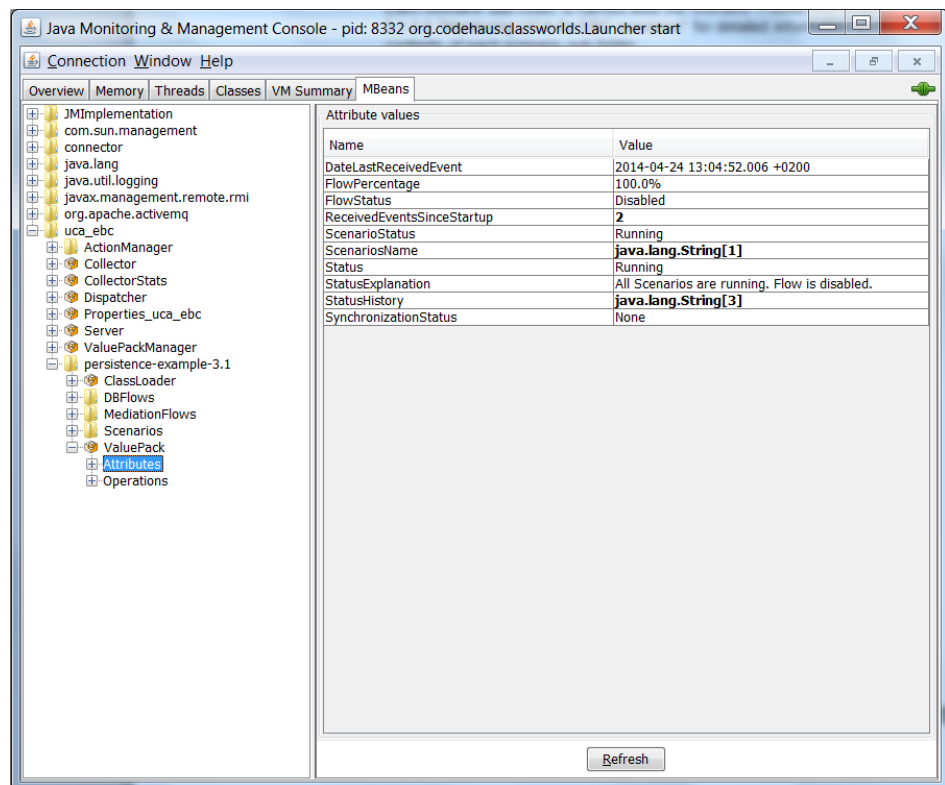 Java Monitoring & Management Console - pid: 8332 org.codehaus.classworlds.Launcher start
Connection Window Help
Overview Memory Threads Classes VM Summary MBeans
JMImplementation
com.sun.management
connector
java.lang
java.util.logging
javax.management.remote.rmi
org.apache.activemq
uca_ebc
ActionManager
Collector
CollectorStats
Dispatcher
Properties_uca_ebc
Server
ValuePackManager
persistence-example-3.1
ClassLoader
DBFlows
MediationFlows
Scenarios
ValuePack
Attributes
Operations
Attribute values
Name Value
DateLastReceivedEvent 2014-04-24 13:04:52.006 +0200
FlowPercentage 100.0%
FlowStatus Disabled
ReceivedEventsSinceStartup 2
ScenarioStatus Running
ScenariosName java.lang.String[1]
Status Running
StatusExplanation All Scenarios are running. Flow is disabled.
StatusHistory java.lang.String[3]
SynchronizationStatus None
Refresh